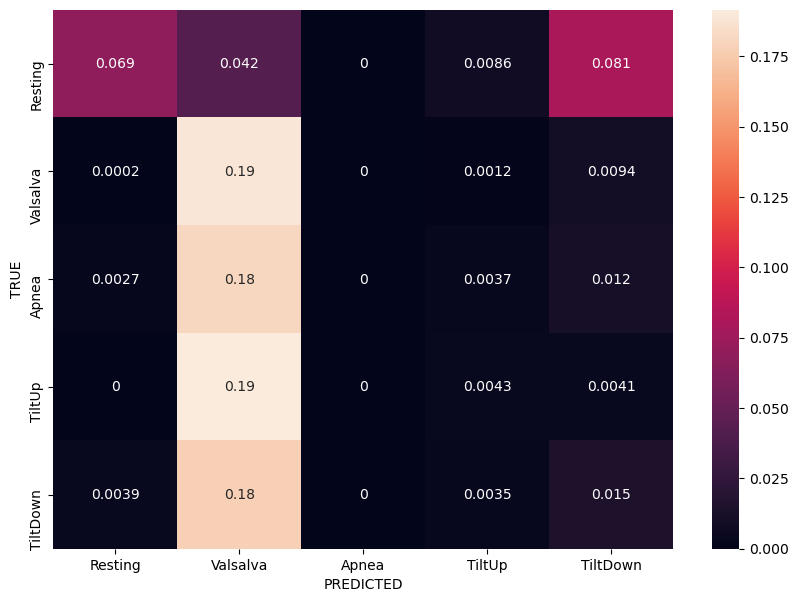 Resting 0.069 0.042 0 0.0086 0.081
Valsalva 0.0002 0.19 0 0.0012 0.0094
Apnea 0.0027 0.18 0 0.0037 0.012
TiltUp 0 0.19 0 0.0043 0.0041
TiltDown 0.0039 0.18 0 0.0035 0.015
TRUE
Resting Valsalva Apnea TiltUp TiltDown
PREDICTED
0.175
0.150
0.125
0.100
0.075
0.050
0.025
0.000